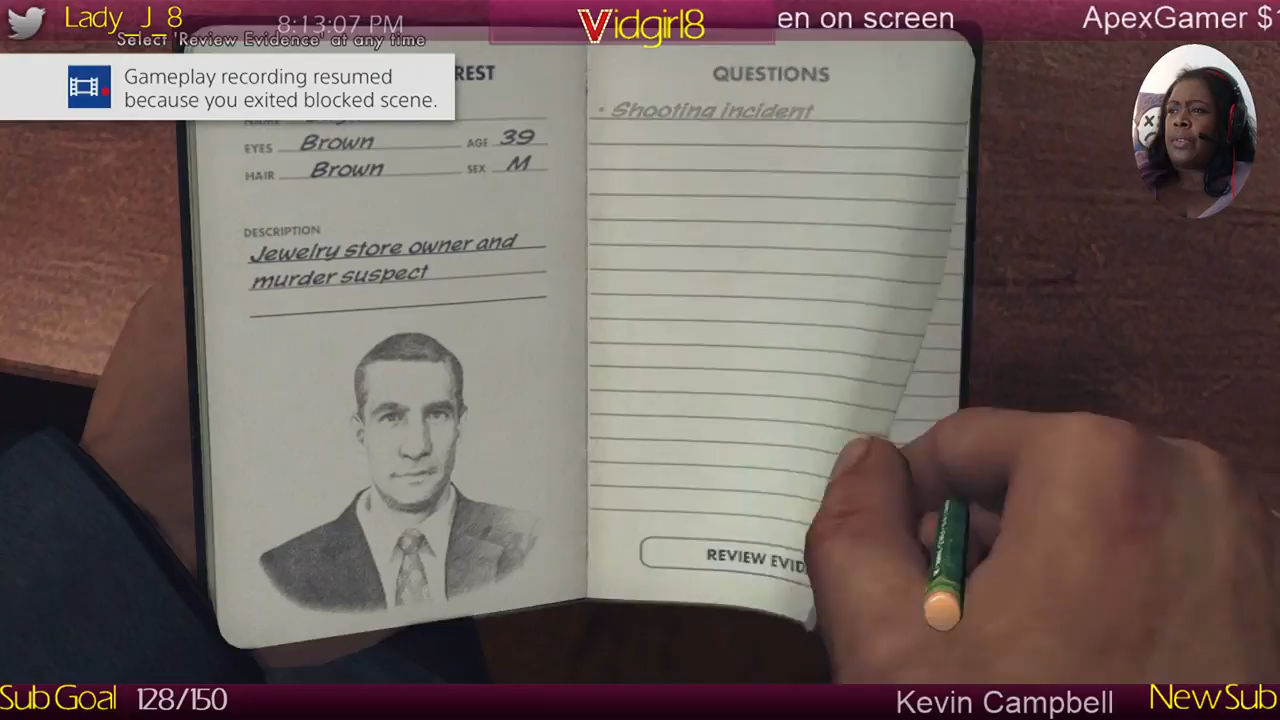 Lady_J_8
8:13:07 PM
Vidgirl8
en on screen
ApexGamer $
Select 'Review Evidence' at any time
Gameplay recording resumed
because you exited blocked scene.
REST
EYES Brown AGE 39
HAIR Brown SEX M
DESCRIPTION
Jewelry store owner and
murder suspect
QUESTIONS
• Shooting incident
REVIEW EVID
Sub Goal 128/150
Kevin Campbell
New Sub